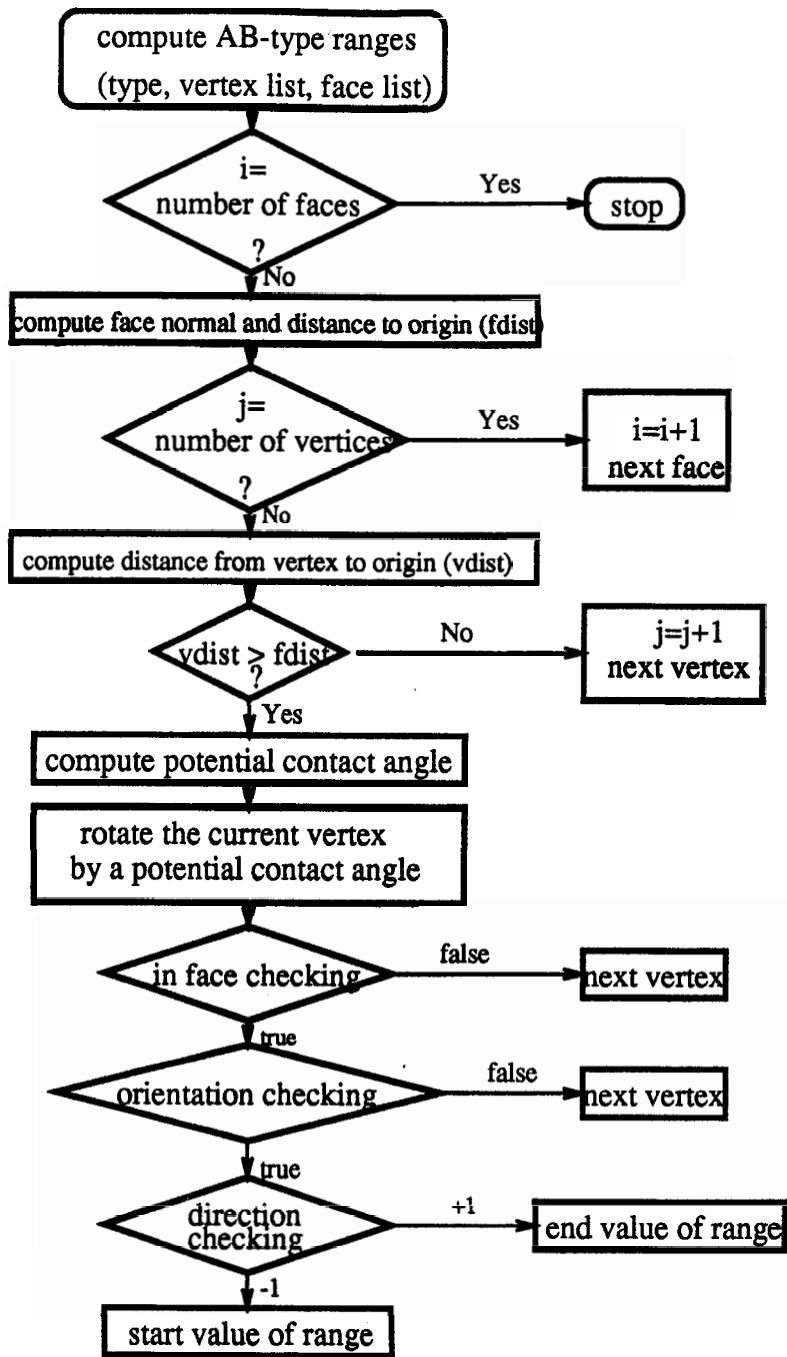 compute AB-type ranges
(type, vertex list, face list)
i=
number of faces
?
Yes
stop
No
compute face normal and distance to origin (fdist)
j=
number of vertices
?
Yes
i=i+1
next face
No
compute distance from vertex to origin (vdist)
vdist > fdist
?
No
j=j+1
next vertex
Yes
compute potential contact angle
rotate the current vertex
by a potential contact angle
in face checking
false
next vertex
true
orientation checking
false
next vertex
true
direction
checking
+1
end value of range
-1
start value of range